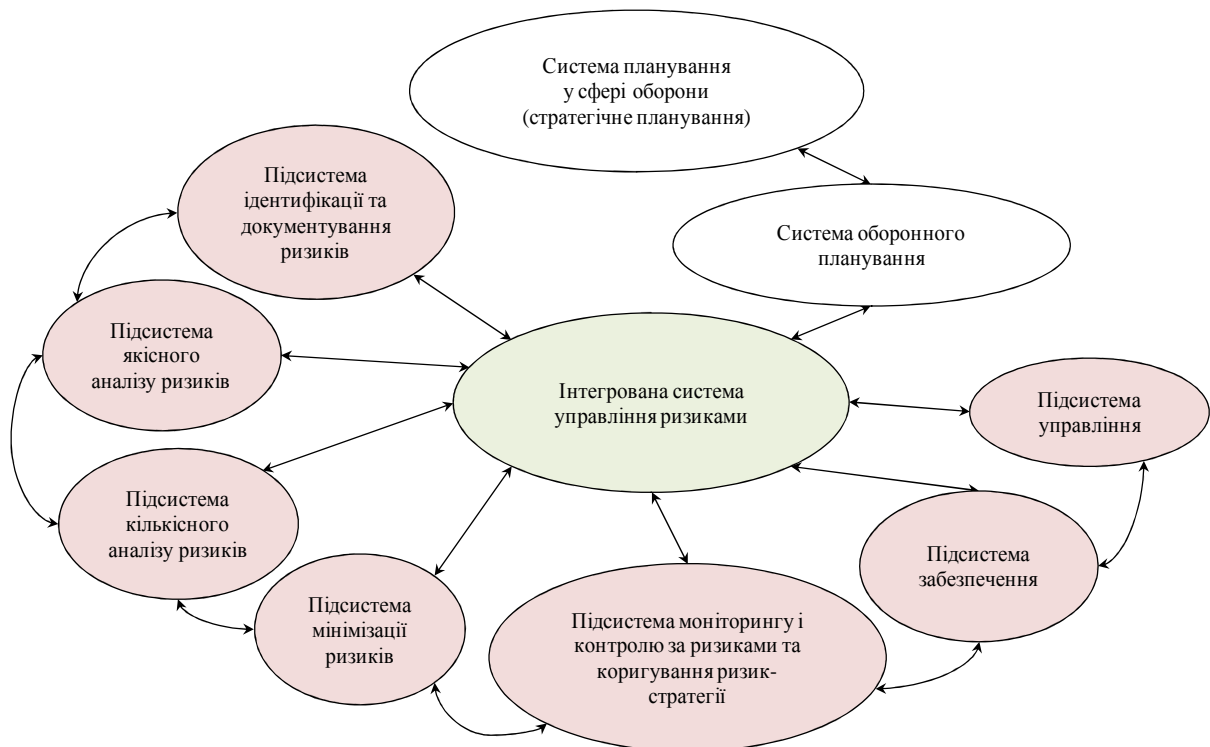 Система планування
у сфері оборони
(стратегічне планування)
Підсистема
ідентифікації та
документування
ризиків
Система оборонного
планування
Підсистема
якісного
аналізу ризиків
Інтегрована система
управління ризиками
Підсистема
управління
Підсистема
кількісного
аналізу ризиків
Підсистема
забезпечення
Підсистема
мінімізації
ризиків
Підсистема моніторингу і
контролю за ризиками та
коригування ризик-
стратегії